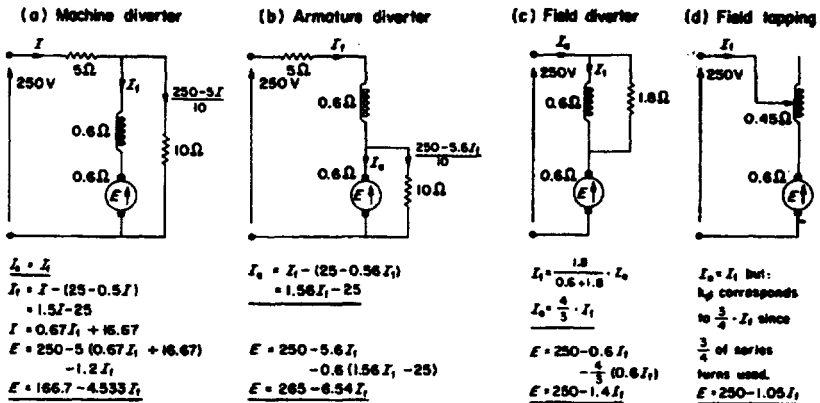 (a) Machine diverter
I
5Ω
I_f
250V
250-5I
10
0.6Ω
10Ω
0.6Ω
E
I_a = I_f
I_f = I-(25-0.5I)
= 1.5I-25
I = 0.67I_f + 16.67
E = 250-5(0.67I_f + 16.67)
-1.2I_f
E = 166.7-4.533I_f
(b) Armature diverter
I_f
5Ω
250V
0.6Ω
250-5.6I_f
10
I_a
0.6Ω
10Ω
E
I_a = I_f-(25-0.56I_f)
= 1.56I_f-25
E = 250-5.6I_f
-0.6(1.56I_f-25)
E = 265-6.54I_f
(c) Field diverter
I_a
250V
I_f
0.6Ω
1.8Ω
0.6Ω
E
I_f = 1.8
0.6+1.8 · I_a
I_a = 4
3 · I_f
E = 250-0.6I_f
-4
3 (0.6I_f)
E = 250-1.4I_f
(d) Field tapping
I_f
250V
0.45Ω
0.6Ω
E
I_a = I_f but:
corresponds
to 3
4 · I_f since
3
4 of series
turns used.
E = 250-1.05I_f